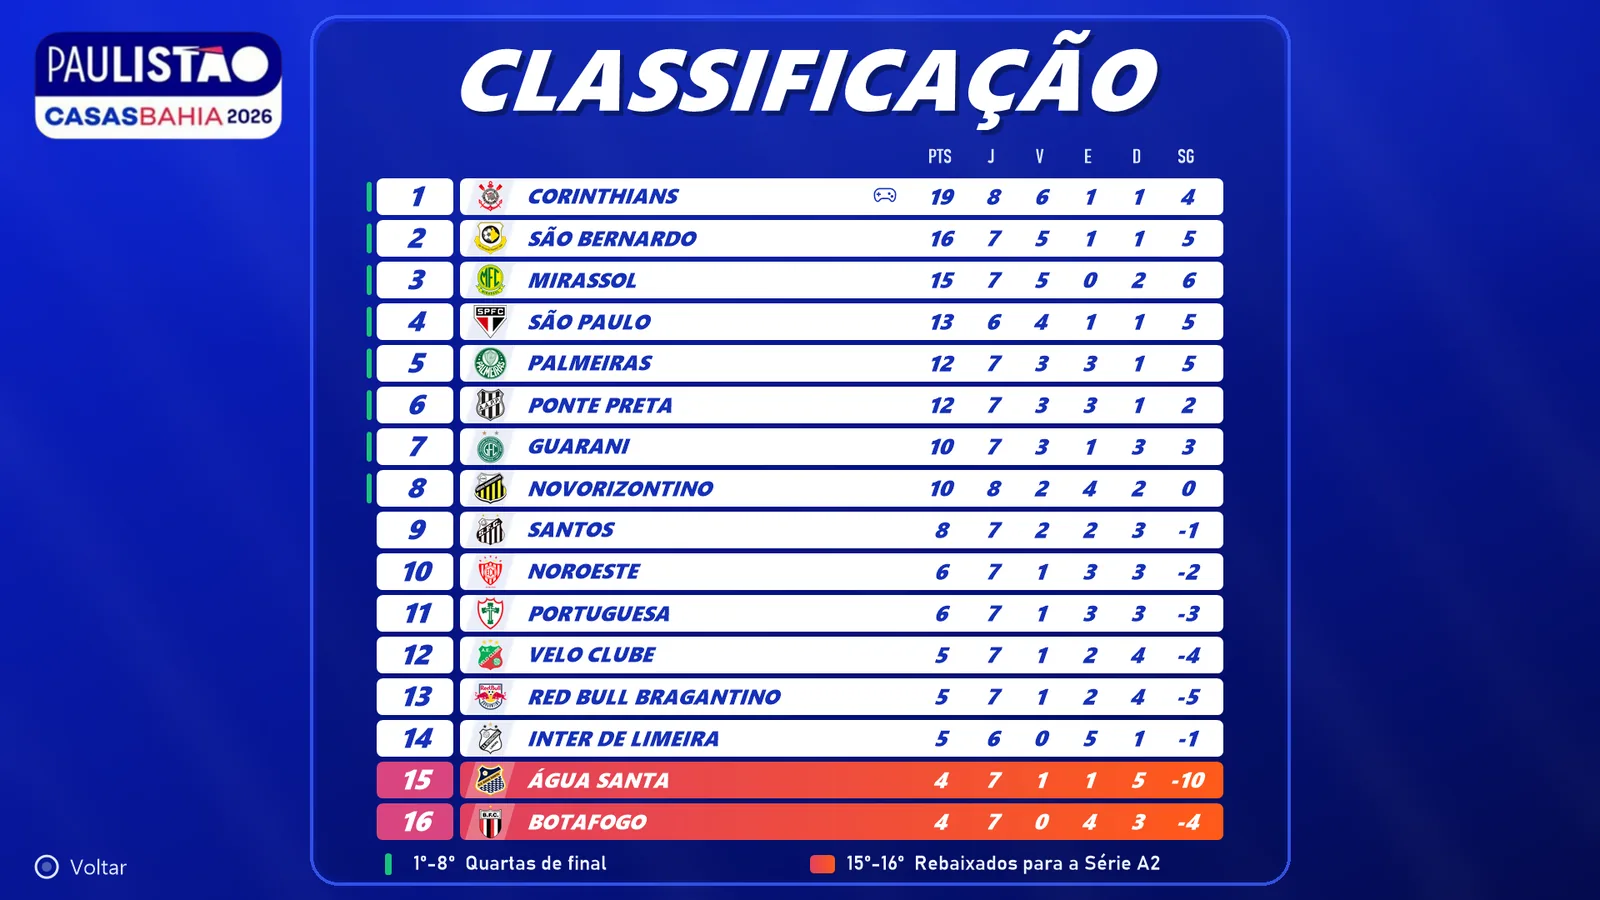 PAULISTÃO
CASASBAHIA 2026
CLASSIFICAÇÃO
PTS J V E D SG
1 CORINTHIANS 19 8 6 1 1 4
2 SÃO BERNARDO 16 7 5 1 1 5
3 MIRASSOL 15 7 5 0 2 6
4 SPFC SÃO PAULO 13 6 4 1 1 5
5 PALMEIRAS 12 7 3 3 1 5
6 PONTE PRETA 12 7 3 3 1 2
7 GUARANI 10 7 3 1 3 3
8 NOVORIZONTINO 10 8 2 4 2 0
9 SANTOS 8 7 2 2 3 -1
10 NOROESTE 6 7 1 3 3 -2
11 PORTUGUESA 6 7 1 3 3 -3
12 VELO CLUBE 5 7 1 2 4 -4
13 RED BULL BRAGANTINO 5 7 1 2 4 -5
14 INTER DE LIMEIRA 5 6 0 5 1 -1
15 ÁGUA SANTA 4 7 1 1 5 -10
16 B.F.C. BOTAFOGO 4 7 0 4 3 -4
1°-8° Quartas de final
15°-16° Rebaixados para a Série A2
Voltar